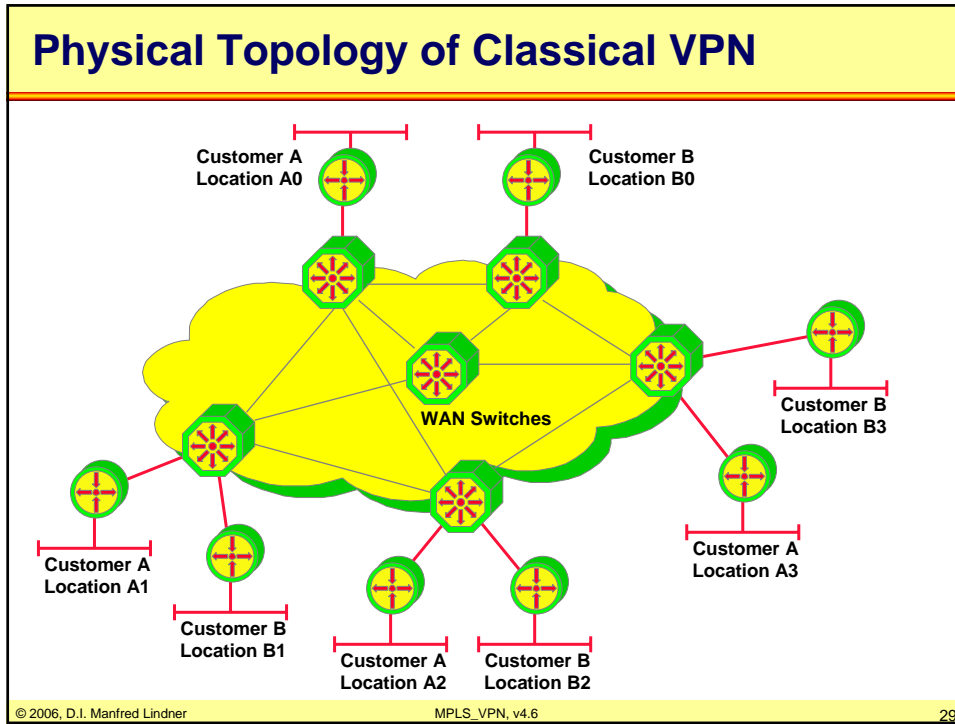 Physical Topology of Classical VPN
Customer A
Location A0
Customer B
Location B0
WAN Switches
Customer B
Location B3
Customer A
Location A3
Customer A
Location A1
Customer B
Location B1
Customer A
Location A2
Customer B
Location B2
© 2006, D.I. Manfred Lindner
MPLS_VPN, v4.6
29